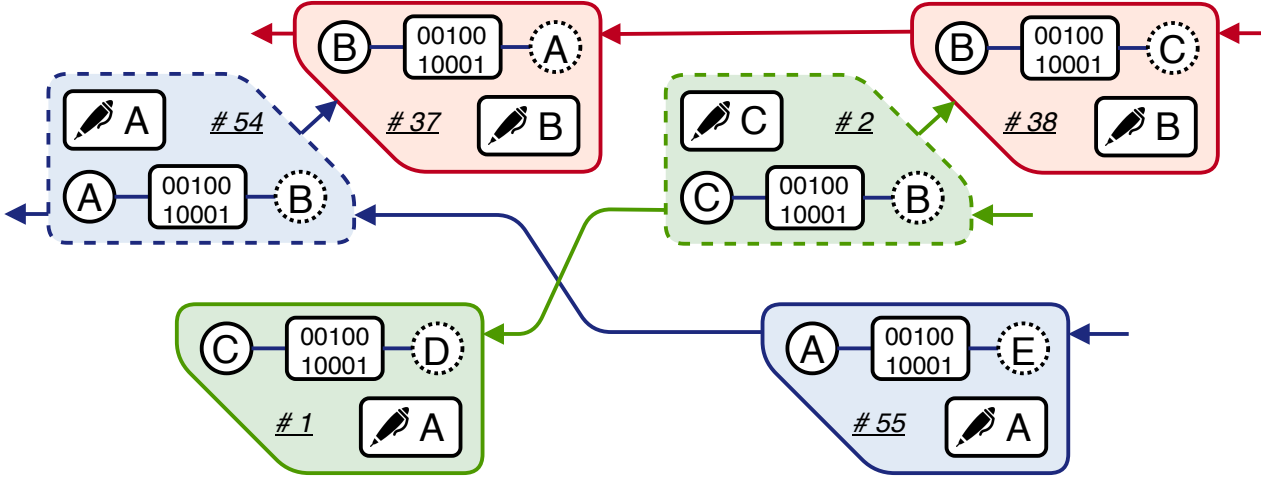 B 00100 A
10001
# 37 B
B 00100 C
10001
# 38 B
A # 54
A 00100 B
10001
C # 2
C 00100 B
10001
C 00100 D
10001
# 1 A
A 00100 E
10001
# 55 A